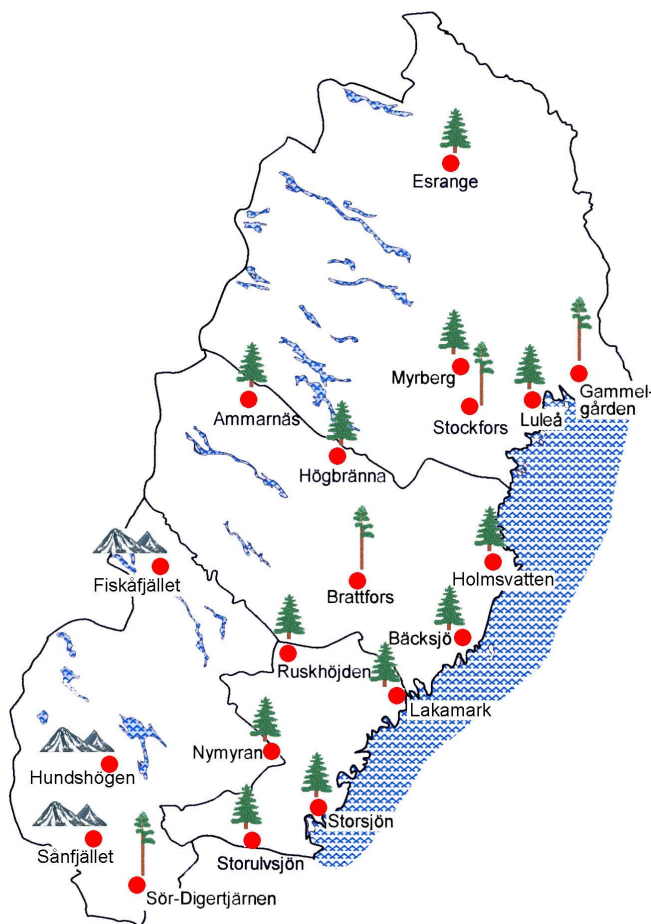 Esrange
Myrberg
Gammel-
gården
Stockfors
Luleå
Ammarnäs
Högbränna
Fiskåfjället
Brattfors
Holmsvatten
Bäcksjö
Ruskhöjden
Lakamark
Nymyran
Hundshögen
Storsjön
Storulvsjön
Sånfjället
Sör-Digertjärnen